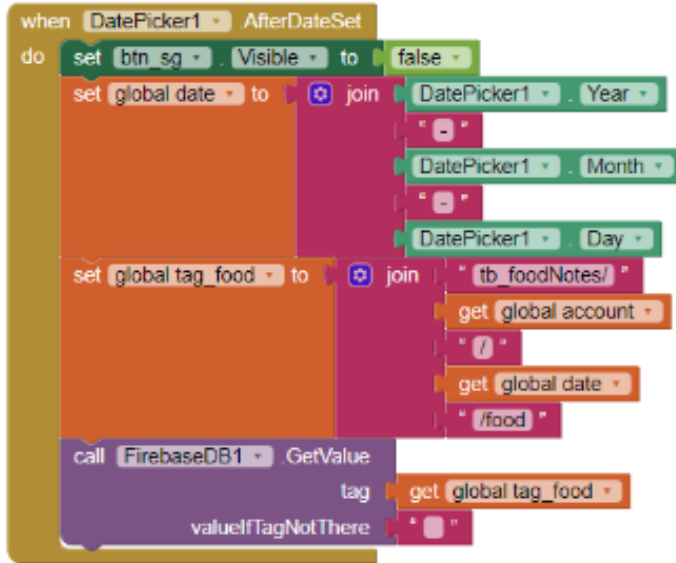 when DatePicker1 .AfterDateSet
do set btn_sg . Visible to false
set global date to join DatePicker1 . Year
" - "
DatePicker1 . Month
" - "
DatePicker1 . Day
set global tag_food to join " tb_foodNotes/ "
get global account
" / "
get global date
" /food "
call FirebaseDB1 .GetValue
tag get global tag_food
valueIfTagNotThere " "